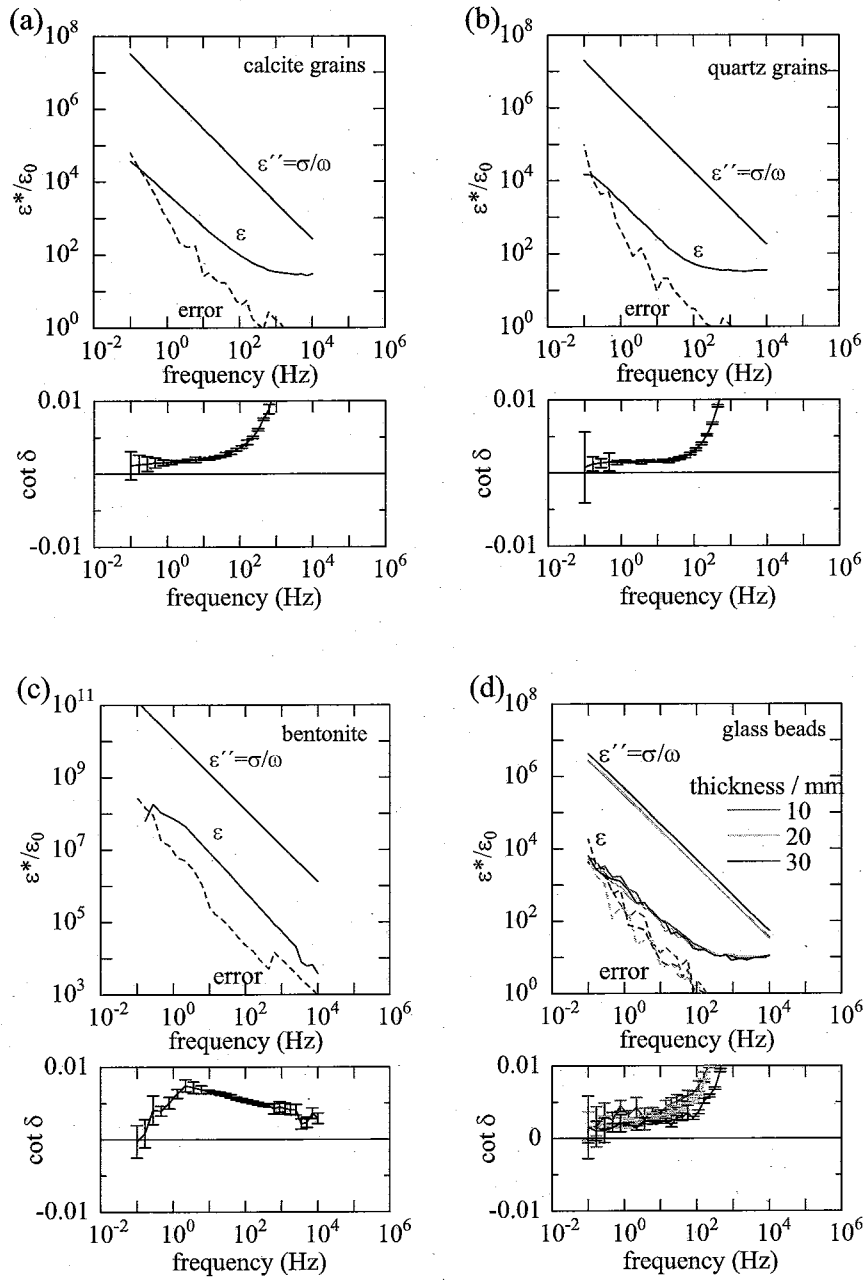 (a)
calcite grains
10^8
10^6
10^4
10^2
10^0
ε*/ε0
ε´´=σ/ω
ε
error
10^-2 10^0 10^2 10^4 10^6
frequency (Hz)
0.01
-0.01
cot δ
10^-2 10^0 10^2 10^4 10^6
frequency (Hz)
(b)
quartz grains
10^8
10^6
10^4
10^2
10^0
ε*/ε0
ε´´=σ/ω
ε
error
10^-2 10^0 10^2 10^4 10^6
frequency (Hz)
0.01
-0.01
cot δ
10^-2 10^0 10^2 10^4 10^6
frequency (Hz)
(c)
bentonite
10^11
10^9
10^7
10^5
10^3
ε*/ε0
ε´´=σ/ω
ε
error
10^-2 10^0 10^2 10^4 10^6
frequency (Hz)
0.01
-0.01
cot δ
10^-2 10^0 10^2 10^4 10^6
frequency (Hz)
(d)
glass beads
10^8
10^6
10^4
10^2
10^0
ε*/ε0
ε´´=σ/ω
thickness / mm
10
20
30
ε
error
10^-2 10^0 10^2 10^4 10^6
frequency (Hz)
0.01
0
-0.01
cot δ
10^-2 10^0 10^2 10^4 10^6
frequency (Hz)